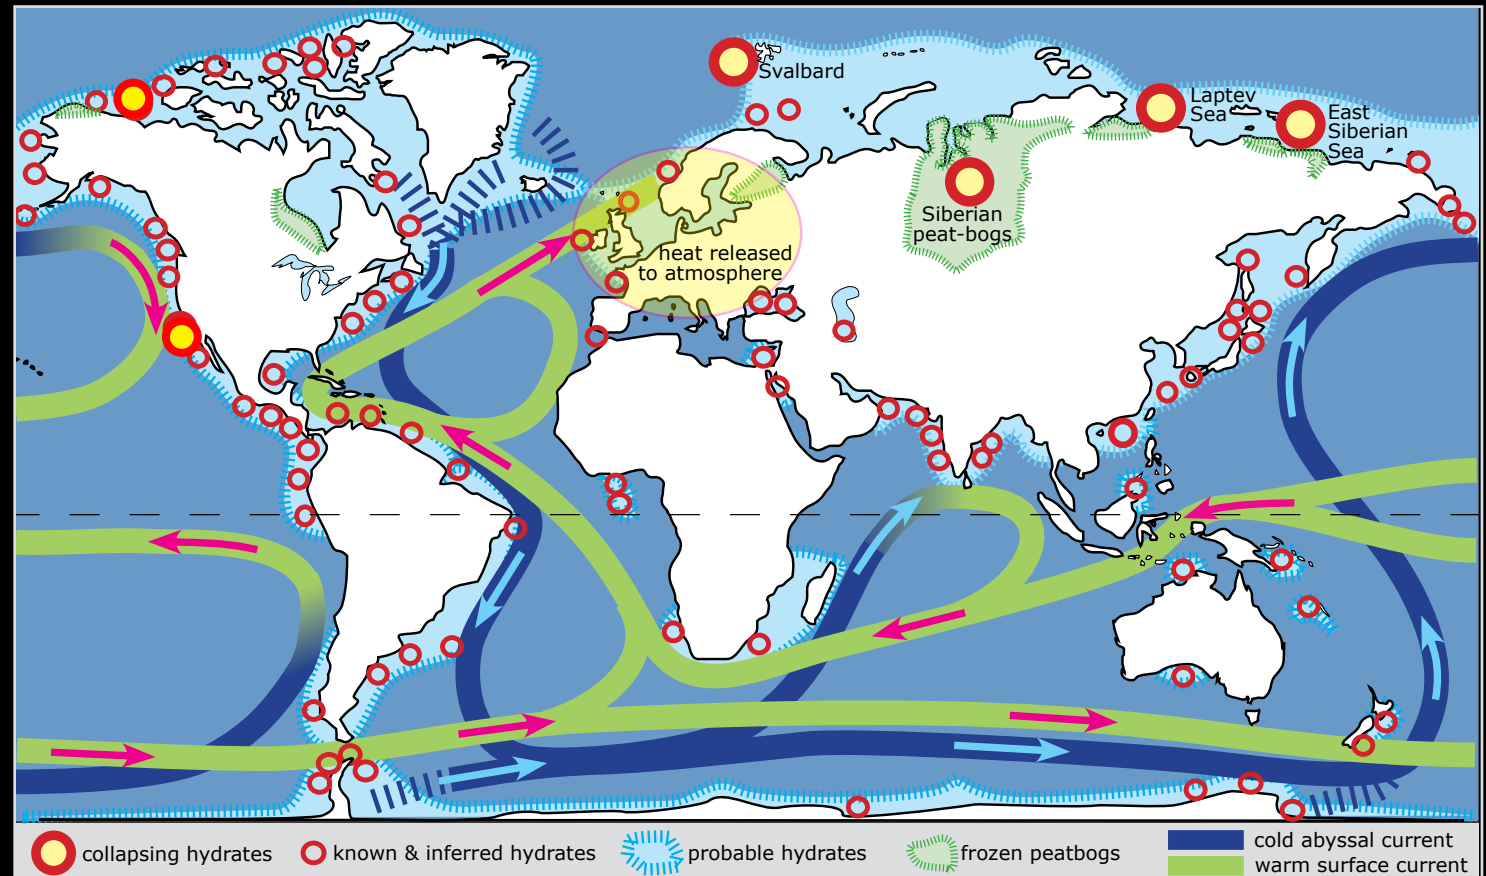 Svalbard
Laptev
Sea
East
Siberian
Sea
Siberian
peat-bogs
heat released
to atmosphere
collapsing hydrates
known & inferred hydrates
probable hydrates
frozen peatbogs
cold abyssal current
warm surface current